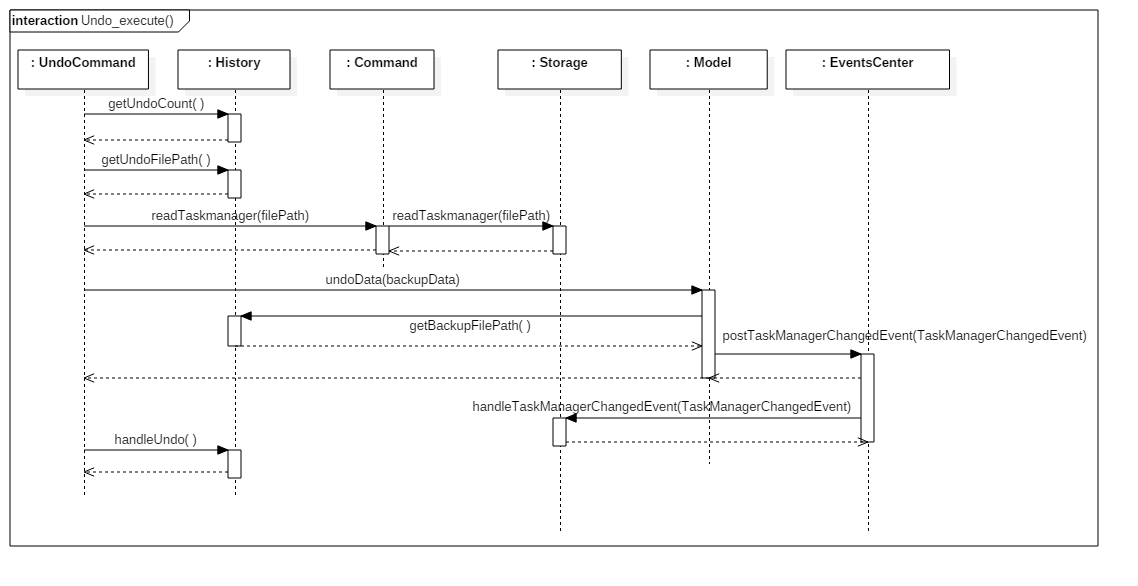 interaction Undo_execute()
: UndoCommand
: History
: Command
: Storage
: Model
: EventsCenter
getUndoCount( )
getUndoFilePath( )
readTaskmanager(filePath)
readTaskmanager(filePath)
undoData(backupData)
getBackupFilePath( )
postTaskManagerChangedEvent(TaskManagerChangedEvent)
handleTaskManagerChangedEvent(TaskManagerChangedEvent)
handleUndo( )